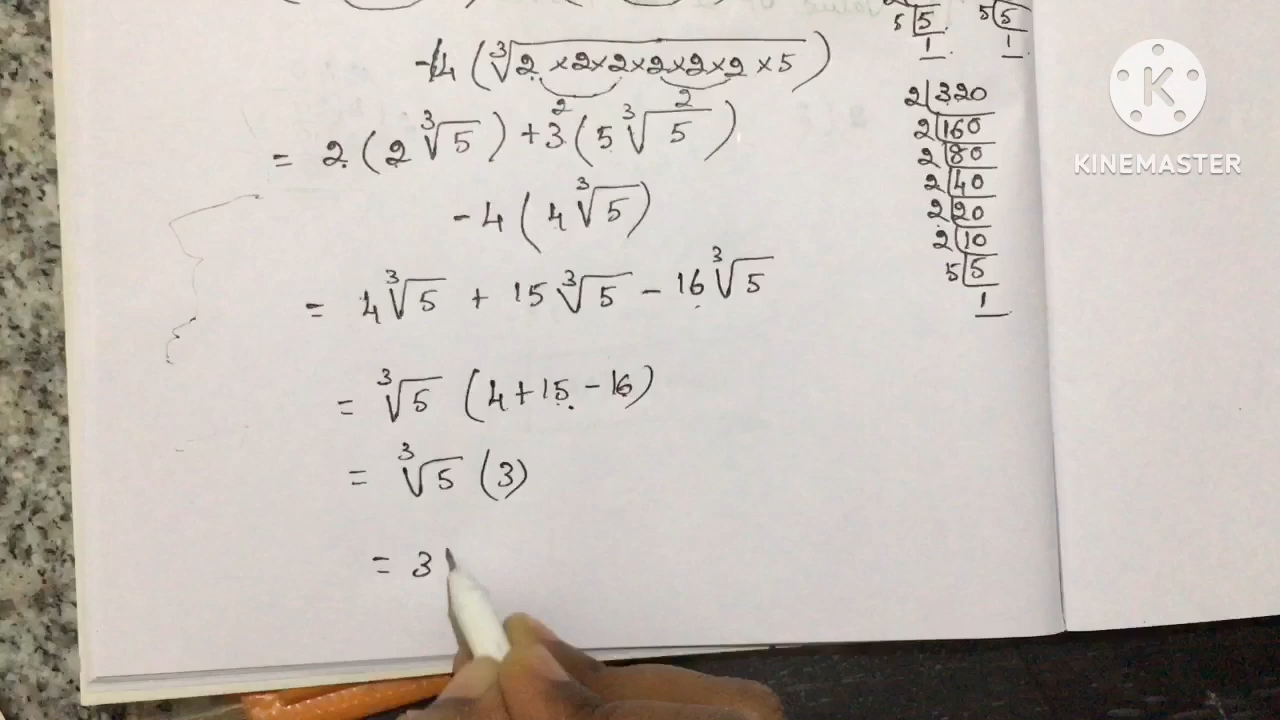 -4 ( ∛2 × 2 × 2 × 2 × 2 × 2 × 5 )
2 2
= 2 ( 2 ∛5 ) + 3 ( 5 ∛5 )
- 4 ( 4 ∛5 )
= 4 ∛5 + 15 ∛5 - 16 ∛5
= ∛5 ( 4 + 15 - 16 )
= ∛5 ( 3 )
= 3
5 5
1
5 5
1
2 320
2 160
2 80
2 40
2 20
2 10
5 5
1
K
KINEMASTER